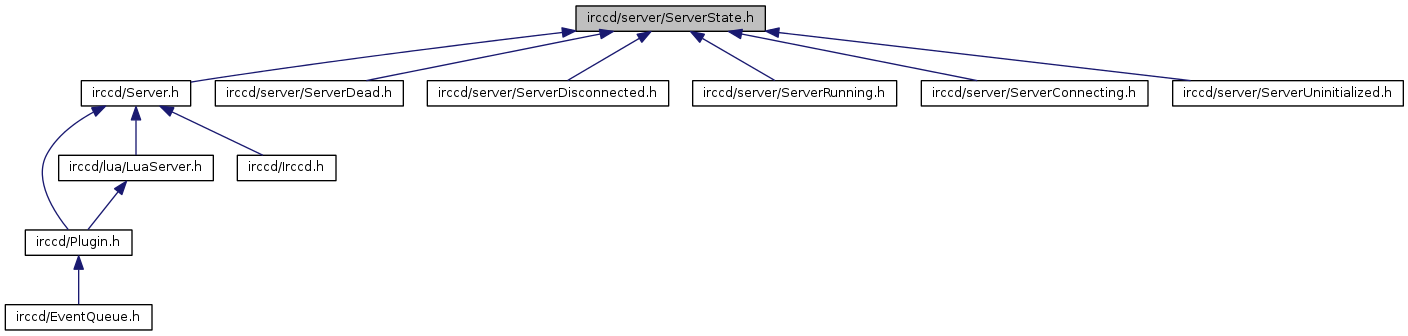 irccd/server/ServerState.h
irccd/Server.h
irccd/server/ServerDead.h
irccd/server/ServerDisconnected.h
irccd/server/ServerRunning.h
irccd/server/ServerConnecting.h
irccd/server/ServerUninitialized.h
irccd/lua/LuaServer.h
irccd/Irccd.h
irccd/Plugin.h
irccd/EventQueue.h